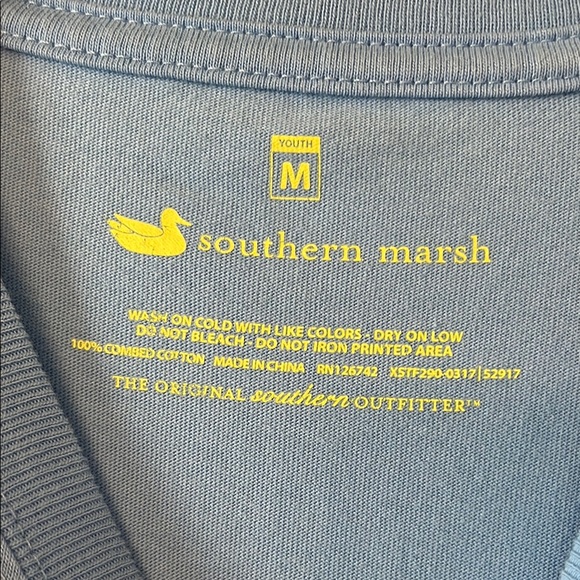 YOUTH
M
southern marsh
WASH ON COLD WITH LIKE COLORS - DRY ON LOW
DO NOT BLEACH - DO NOT IRON PRINTED AREA
100% COMBED COTTON MADE IN CHINA RN126742 XSTF290-0317 | 52917
THE ORIGINAL southern OUTFITTER™